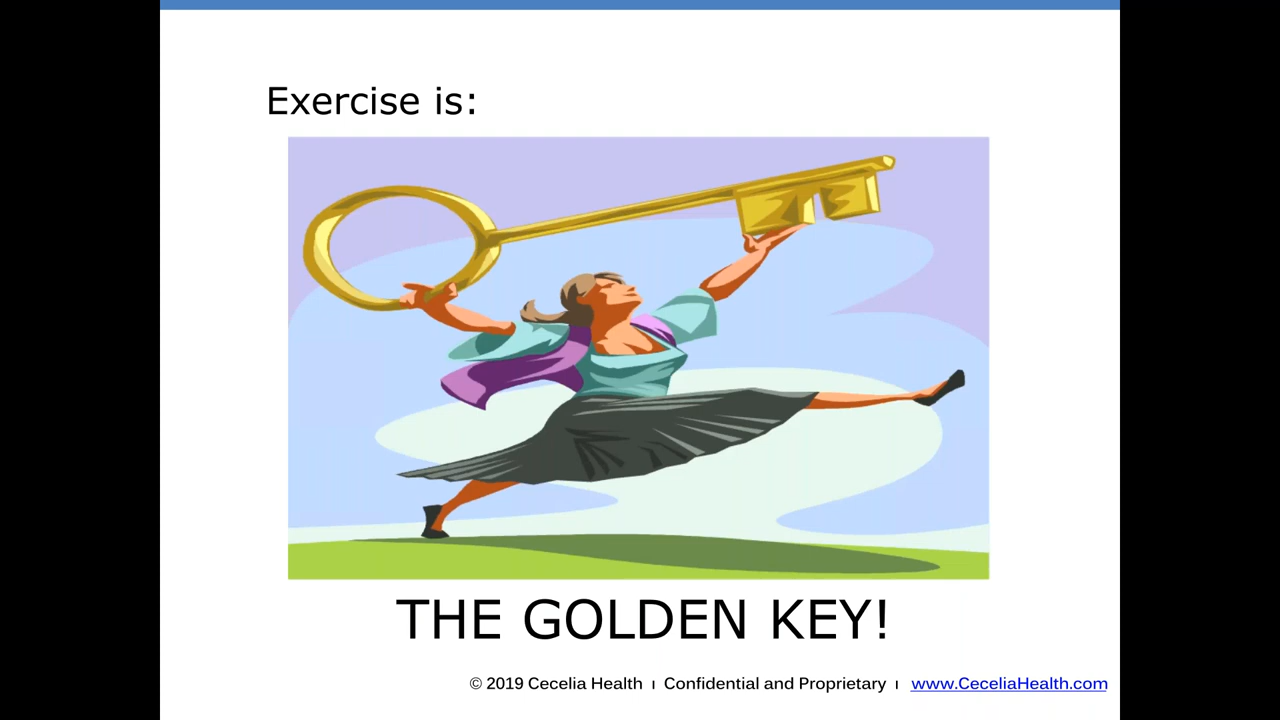 Exercise is:
THE GOLDEN KEY!
© 2019 Cecelia Health ı Confidential and Proprietary ı www.CeceliaHealth.com